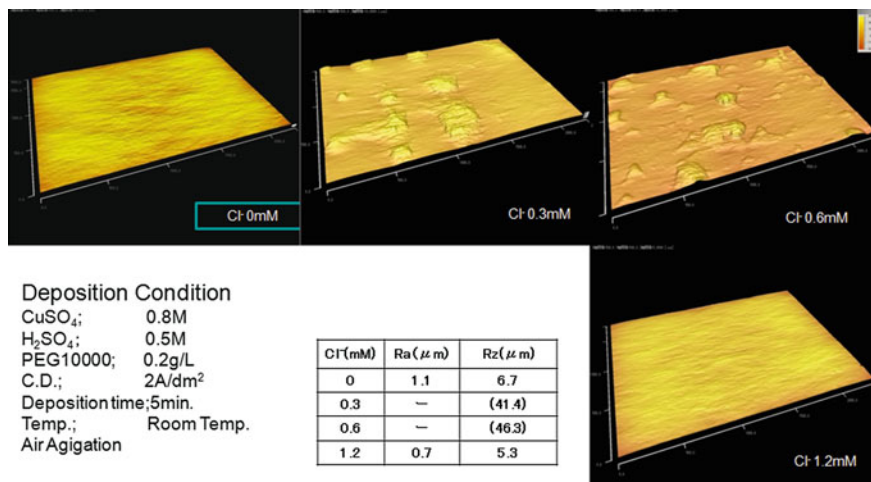 Cl- 0mM
Cl- 0.3mM
Cl- 0.6mM
Deposition Condition
CuSO4; 0.8M
H2SO4; 0.5M
PEG10000; 0.2g/L
C.D.; 2A/dm2
Deposition time;5min.
Temp.; Room Temp.
Air Agigation
Cl-(mM) Ra(μm) Rz(μm)
0 1.1 6.7
0.3 — (41.4)
0.6 — (46.3)
1.2 0.7 5.3
Cl- 1.2mM